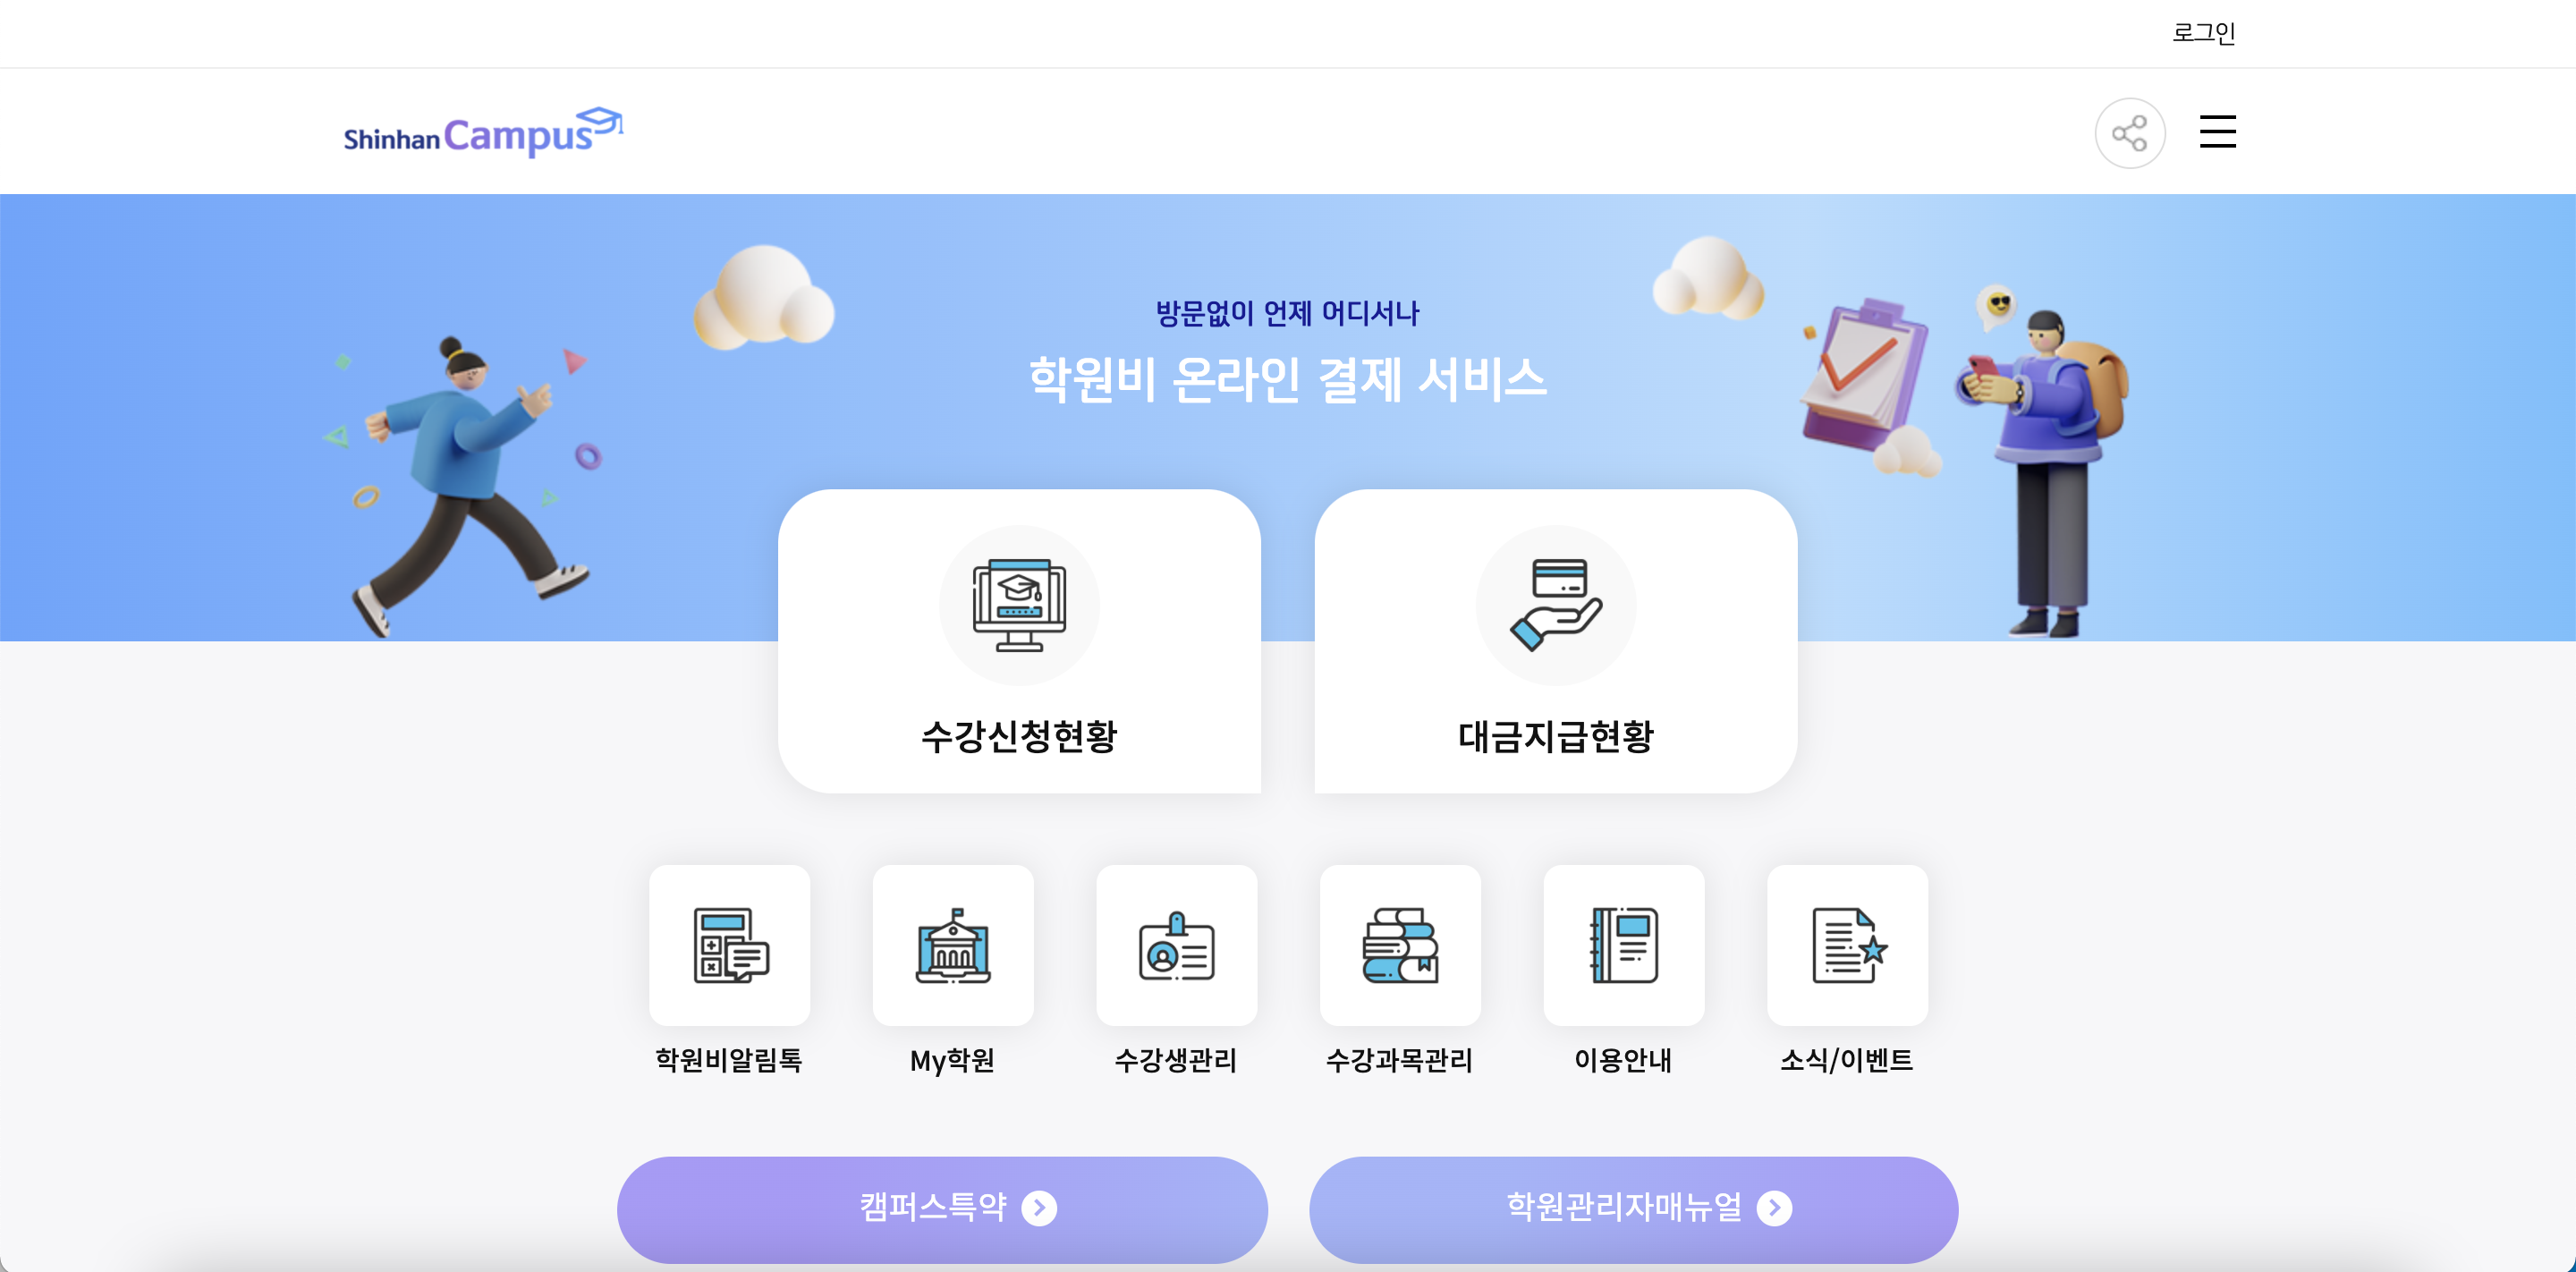 로그인
Shinhan Campus
방문없이 언제 어디서나
학원비 온라인 결제 서비스
수강신청현황
대금지급현황
학원비알림톡
My학원
수강생관리
수강과목관리
이용안내
소식/이벤트
캠퍼스특약
학원관리자매뉴얼